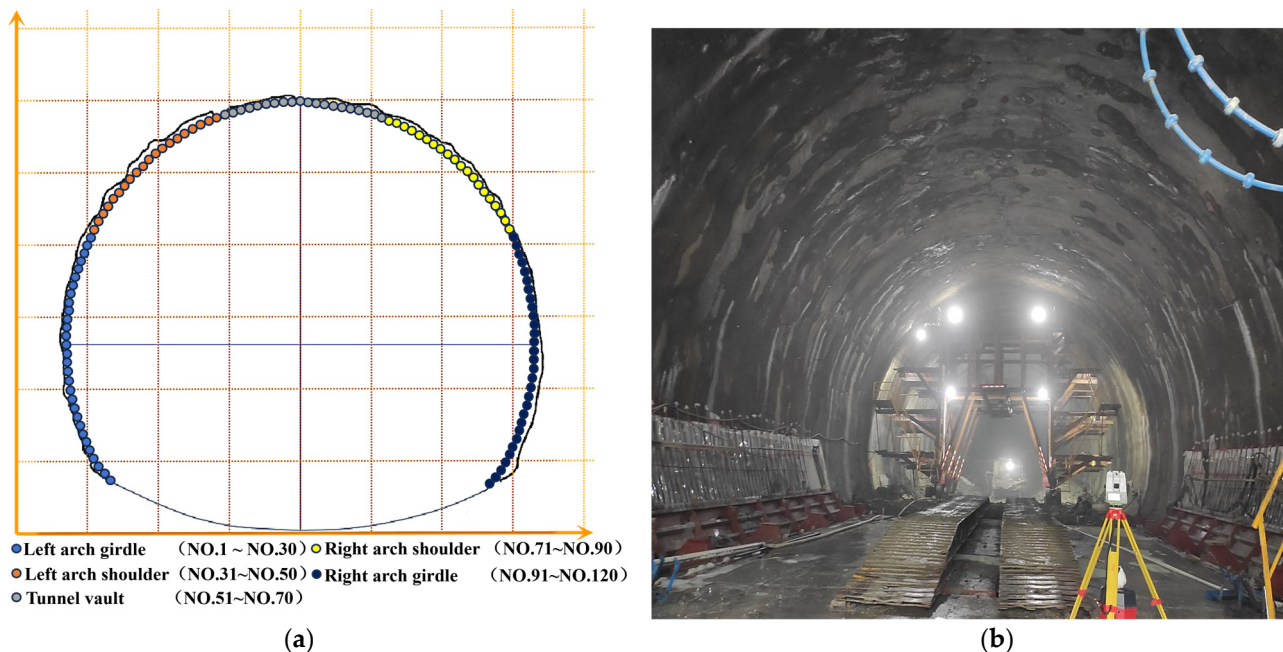 Left arch girdle （NO.1 ~ NO.30） Right arch shoulder （NO.71~NO.90）
Left arch shoulder （NO.31~NO.50） Right arch girdle （NO.91~NO.120）
Tunnel vault （NO.51~NO.70）
(a) (b)